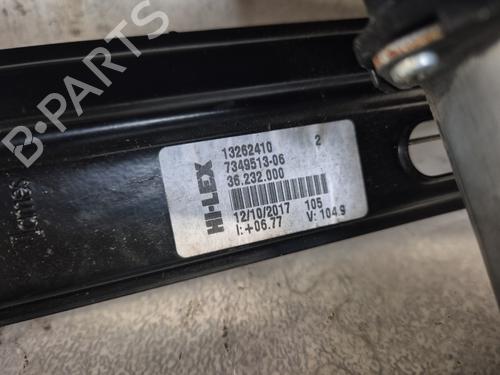 B-PARTS
HI-LEX
13262410 2
7349513-06
36.232.000
12/10/2017 105
I:+06.77 V: 104.9